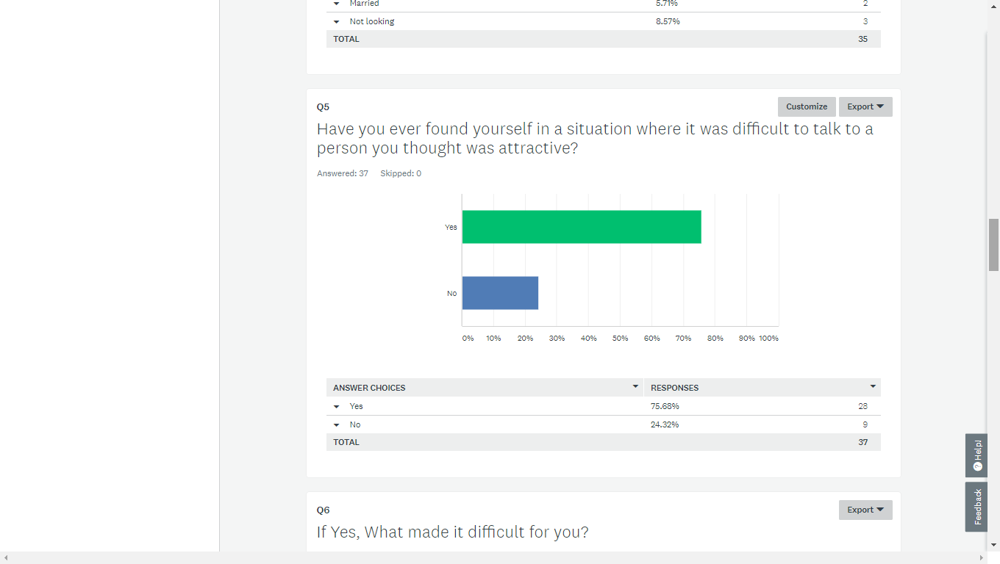 Married 5.71% 2
Not looking 8.57% 3
TOTAL 35
Q5
Customize Export
Have you ever found yourself in a situation where it was difficult to talk to a
person you thought was attractive?
Answered: 37 Skipped: 0
Yes
No
0% 10% 20% 30% 40% 50% 60% 70% 80% 90% 100%
ANSWER CHOICES RESPONSES
Yes 75.68% 28
No 24.32% 9
TOTAL 37
Help!
Feedback
Q6
Export
If Yes, What made it difficult for you?